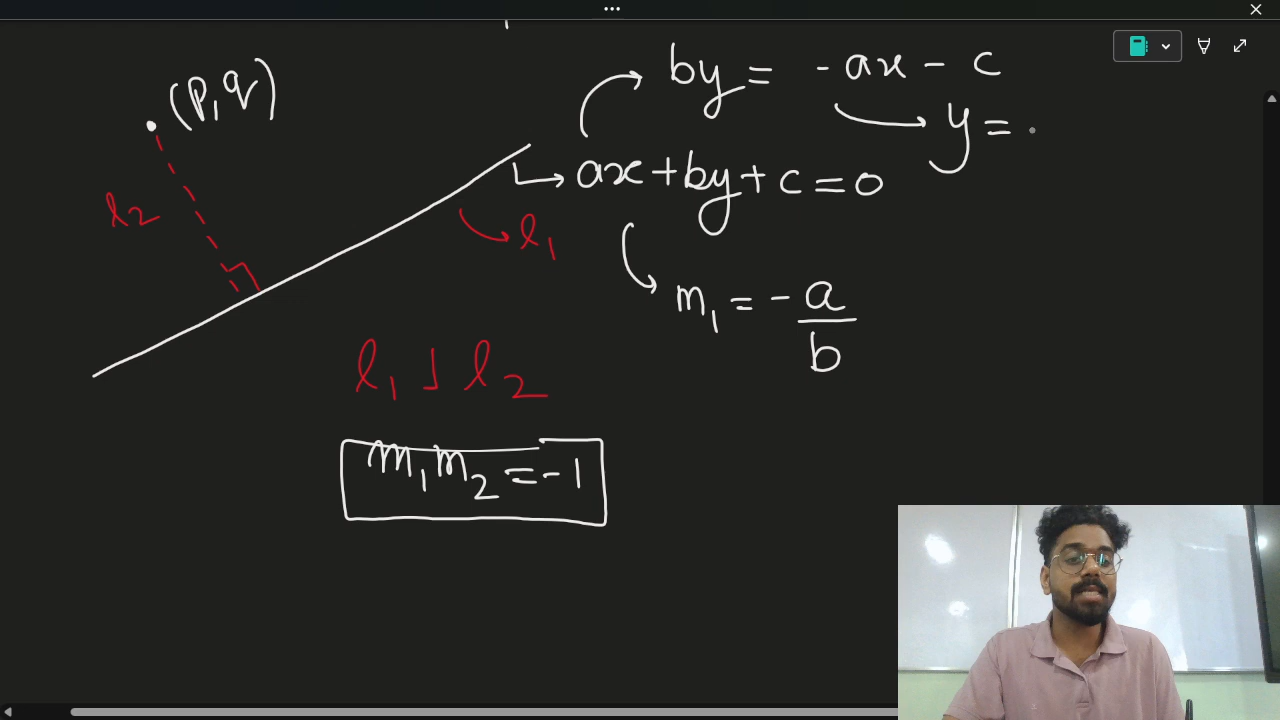 (p,q)
by = -ax - c
y =
ax+by+c=0
l2
l1
m1 = -a/b
l1 ⊥ l2
m1m2 = -1